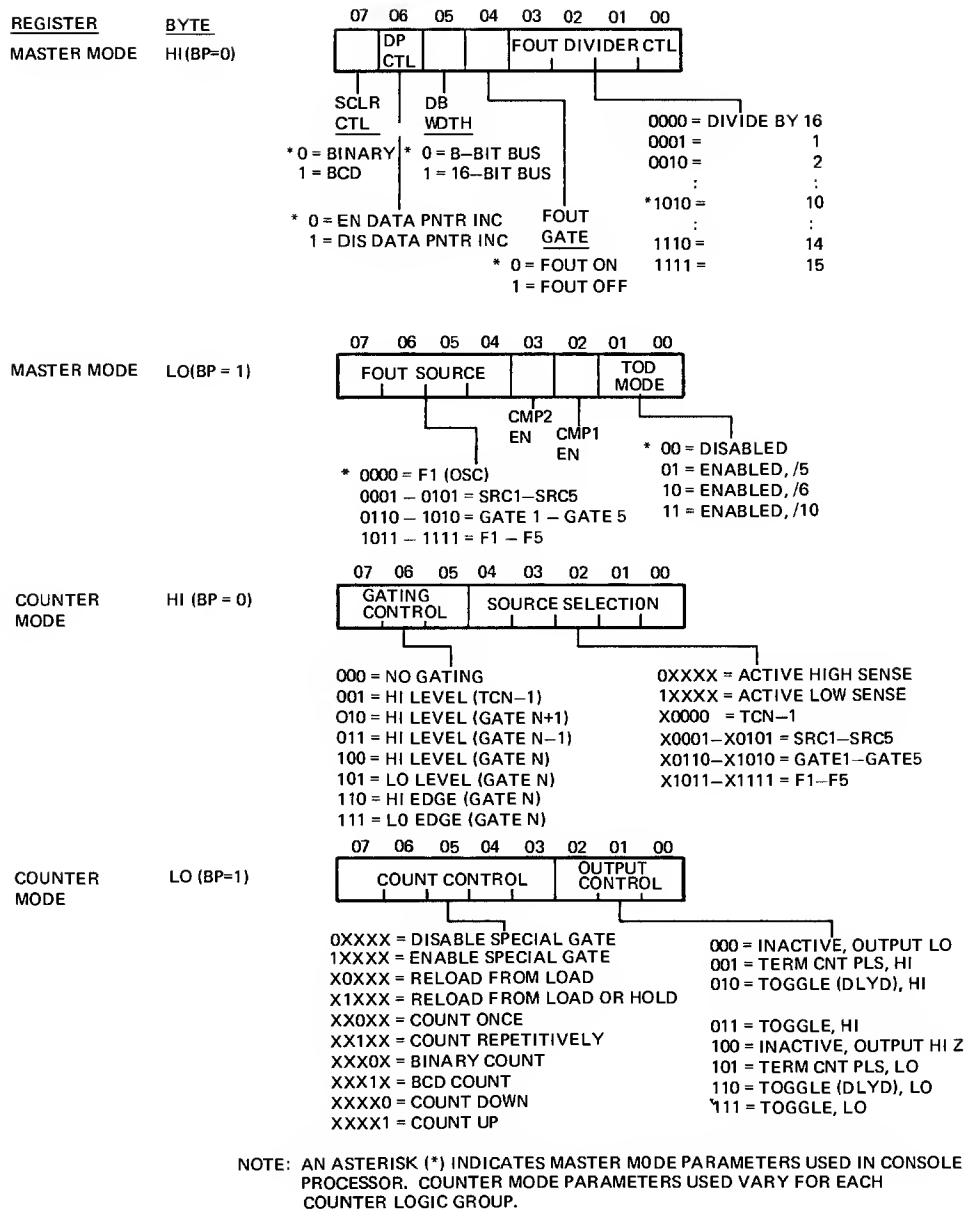 REGISTER BYTE 07 06 05 04 03 02 01 00
MASTER MODE HI(BP=0) DP CTL FOUT DIVIDER CTL
SCLR CTL
DB WDTH
* 0 = BINARY
1 = BCD
* 0 = B-BIT BUS
1 = 16-BIT BUS
* 0 = EN DATA PNTR INC
1 = DIS DATA PNTR INC
FOUT GATE
* 0 = FOUT ON
1 = FOUT OFF
0000 = DIVIDE BY 16
0001 = 1
0010 = 2
: :
*1010 = 10
: :
1110 = 14
1111 = 15
07 06 05 04 03 02 01 00
MASTER MODE LO(BP = 1) FOUT SOURCE TOD MODE
CMP2 EN
CMP1 EN
* 0000 = F1 (OSC)
0001 – 0101 = SRC1–SRC5
0110 – 1010 = GATE 1 – GATE 5
1011 – 1111 = F1 – F5
* 00 = DISABLED
01 = ENABLED, /5
10 = ENABLED, /6
11 = ENABLED, /10
07 06 05 04 03 02 01 00
COUNTER MODE HI (BP = 0) GATING CONTROL SOURCE SELECTION
000 = NO GATING
001 = HI LEVEL (TCN–1)
010 = HI LEVEL (GATE N+1)
011 = HI LEVEL (GATE N–1)
100 = HI LEVEL (GATE N)
101 = LO LEVEL (GATE N)
110 = HI EDGE (GATE N)
111 = LO EDGE (GATE N)
0XXXX = ACTIVE HIGH SENSE
1XXXX = ACTIVE LOW SENSE
X0000 = TCN–1
X0001–X0101 = SRC1–SRC5
X0110–X1010 = GATE1–GATE5
X1011–X1111 = F1–F5
07 06 05 04 03 02 01 00
COUNTER MODE LO (BP=1) COUNT CONTROL OUTPUT CONTROL
0XXXX = DISABLE SPECIAL GATE
1XXXX = ENABLE SPECIAL GATE
X0XXX = RELOAD FROM LOAD
X1XXX = RELOAD FROM LOAD OR HOLD
XX0XX = COUNT ONCE
XX1XX = COUNT REPETITIVELY
XXX0X = BINARY COUNT
XXX1X = BCD COUNT
XXXX0 = COUNT DOWN
XXXX1 = COUNT UP
000 = INACTIVE, OUTPUT LO
001 = TERM CNT PLS, HI
010 = TOGGLE (DLYD), HI
011 = TOGGLE, HI
100 = INACTIVE, OUTPUT HI Z
101 = TERM CNT PLS, LO
110 = TOGGLE (DLYD), LO
111 = TOGGLE, LO
NOTE: AN ASTERISK (*) INDICATES MASTER MODE PARAMETERS USED IN CONSOLE
PROCESSOR. COUNTER MODE PARAMETERS USED VARY FOR EACH
COUNTER LOGIC GROUP.